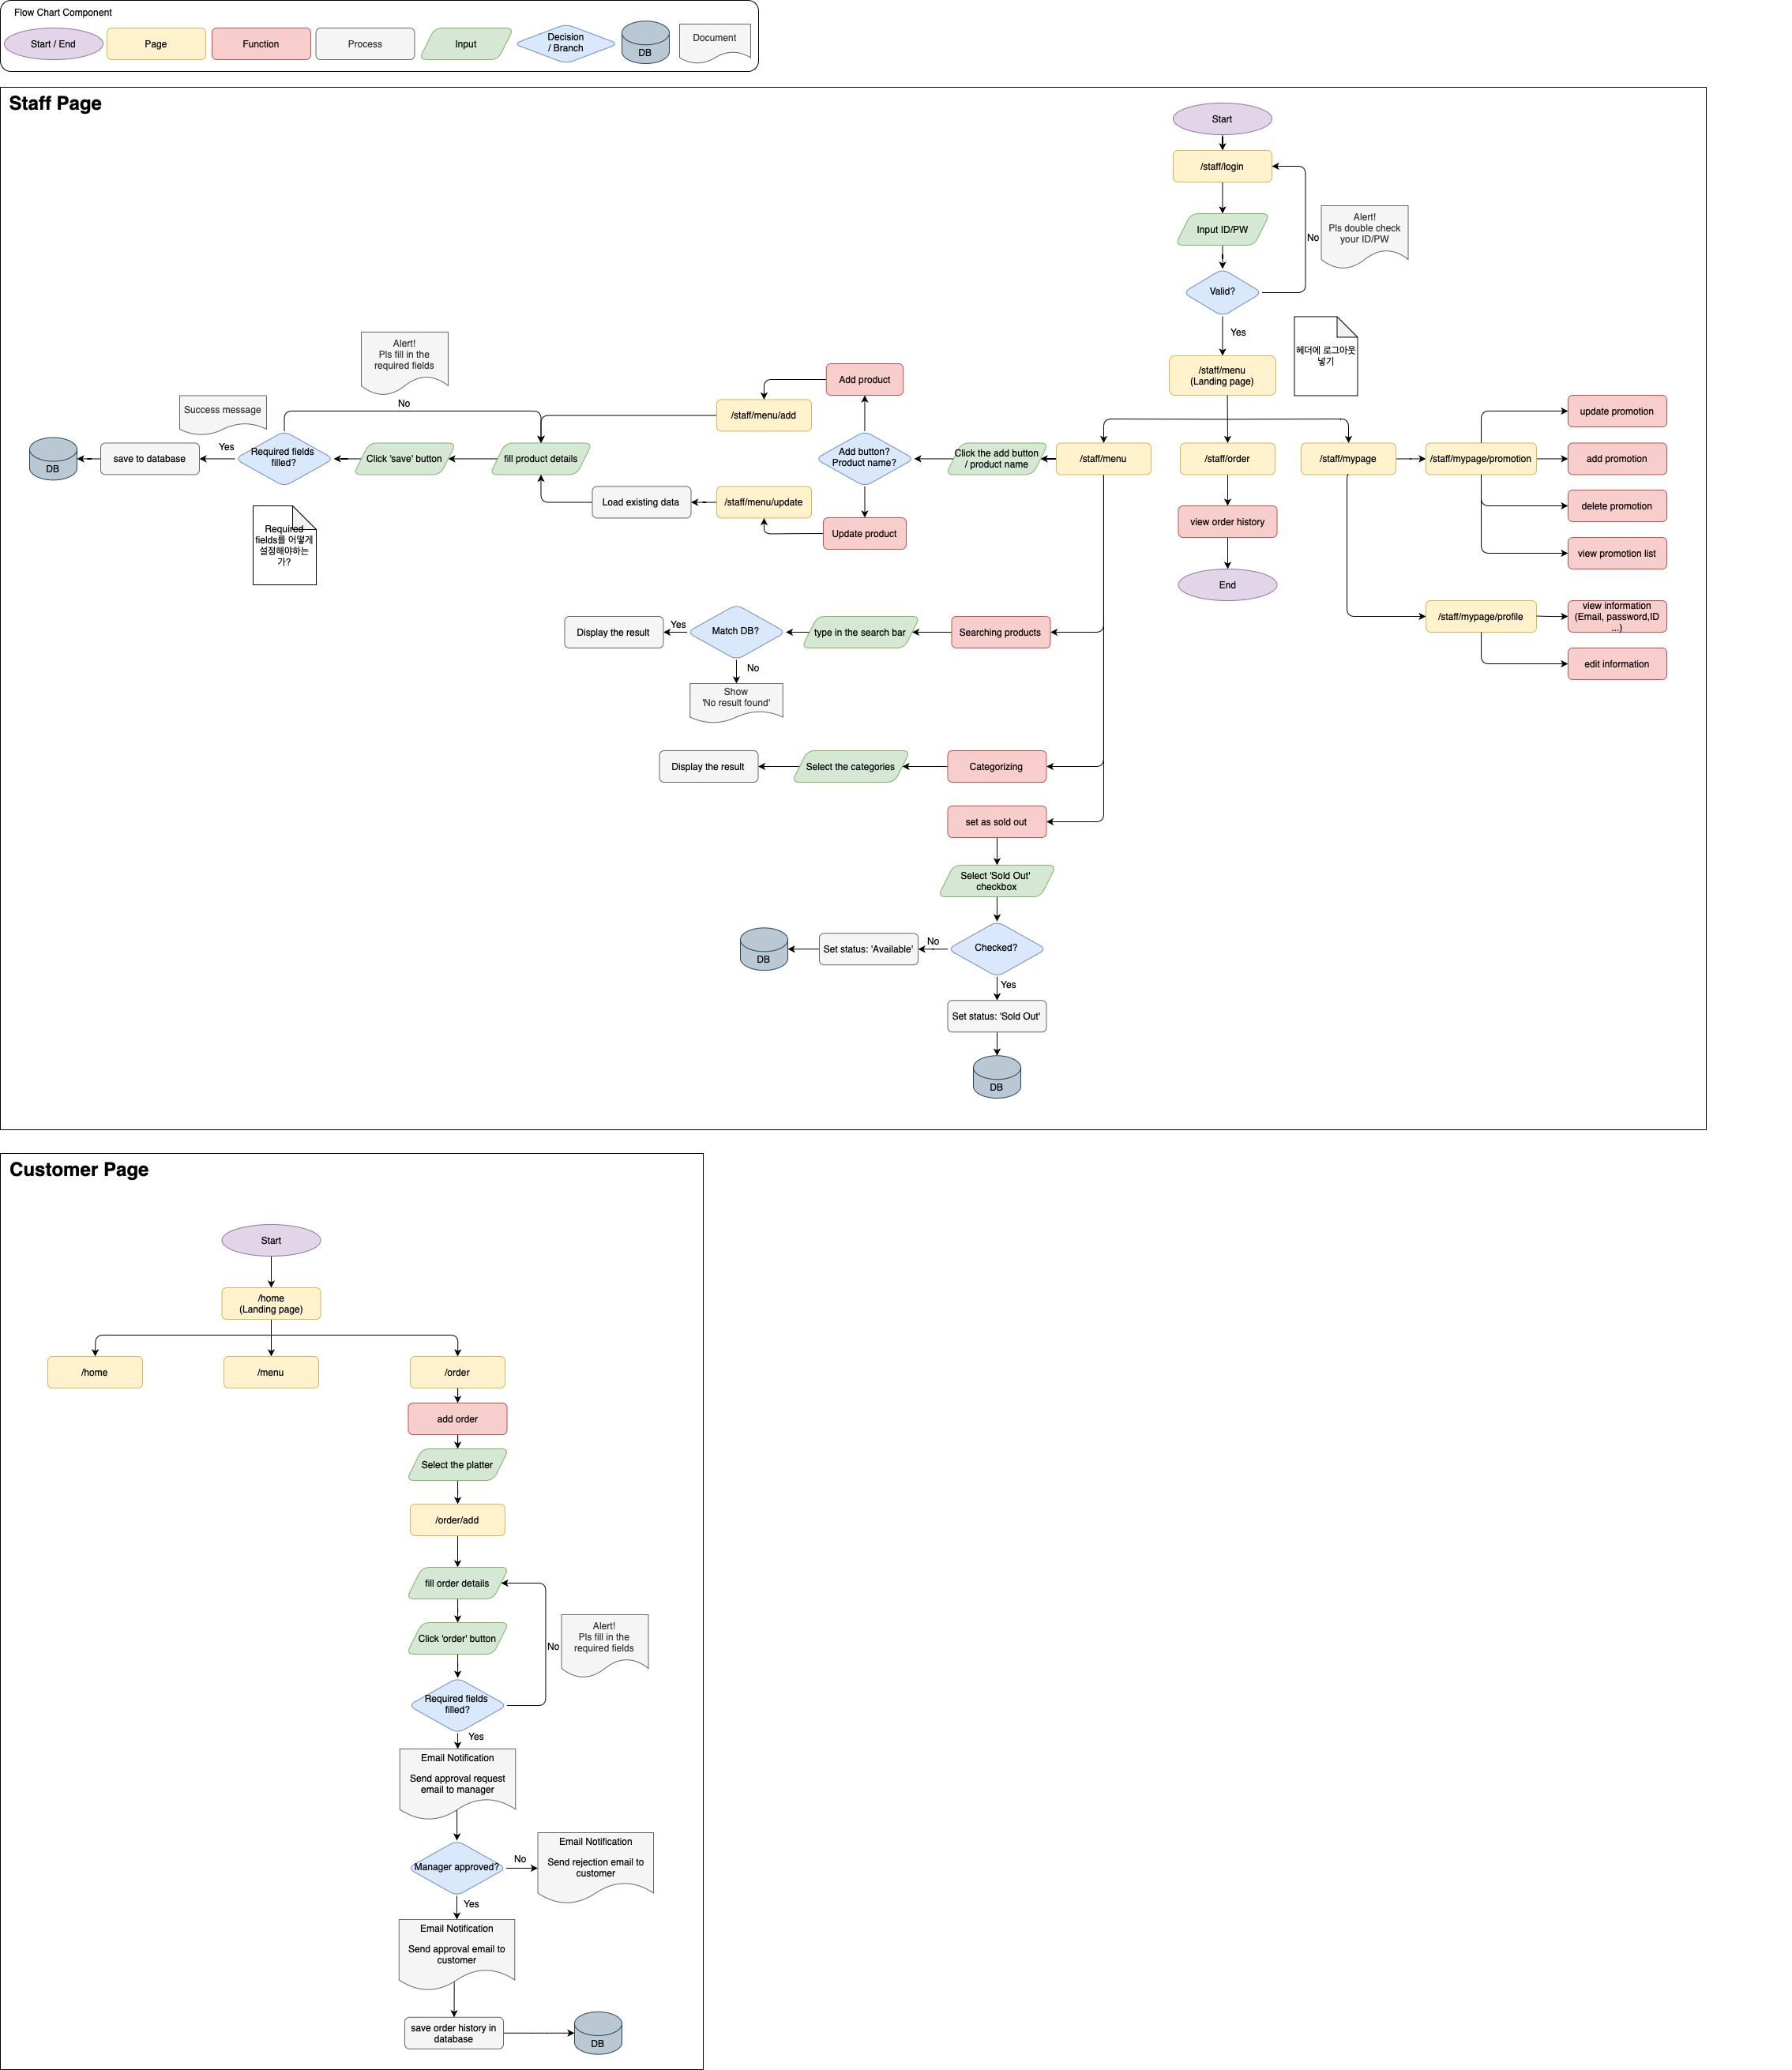 Flow Chart Component
Start / End
Page
Function
Process
Input
Decision
/ Branch
DB
Document
Staff Page
Start
/staff/login
Input ID/PW
No
Alert!
Pls double check
your ID/PW
Valid?
Yes
헤더에 로그아웃
넣기
/staff/menu
(Landing page)
Alert!
Pls fill in the
required fields
Add product
update promotion
Success message
No
/staff/menu/add
DB
save to database
Yes
Required fields
filled?
Click 'save' button
fill product details
Add button?
Product name?
Click the add button
/ product name
/staff/menu
/staff/order
/staff/mypage
/staff/mypage/promotion
add promotion
Load existing data
/staff/menu/update
Update product
view order history
delete promotion
Required
fields를 어떻게
설정해야하는
가?
view promotion list
End
Display the result
Yes
Match DB?
type in the search bar
Searching products
/staff/mypage/profile
view information
(Email, password,ID
...)
No
Show
'No result found'
edit information
Display the result
Select the categories
Categorizing
set as sold out
Select 'Sold Out'
checkbox
DB
Set status: 'Available'
No
Checked?
Yes
Set status: 'Sold Out'
DB
Customer Page
Start
/home
(Landing page)
/home
/menu
/order
add order
Select the platter
/order/add
fill order details
Click 'order' button
No
Alert!
Pls fill in the
required fields
Required fields
filled?
Yes
Email Notification
Send approval request
email to manager
Manager approved?
No
Email Notification
Send rejection email to
customer
Yes
Email Notification
Send approval email to
customer
save order history in
database
DB